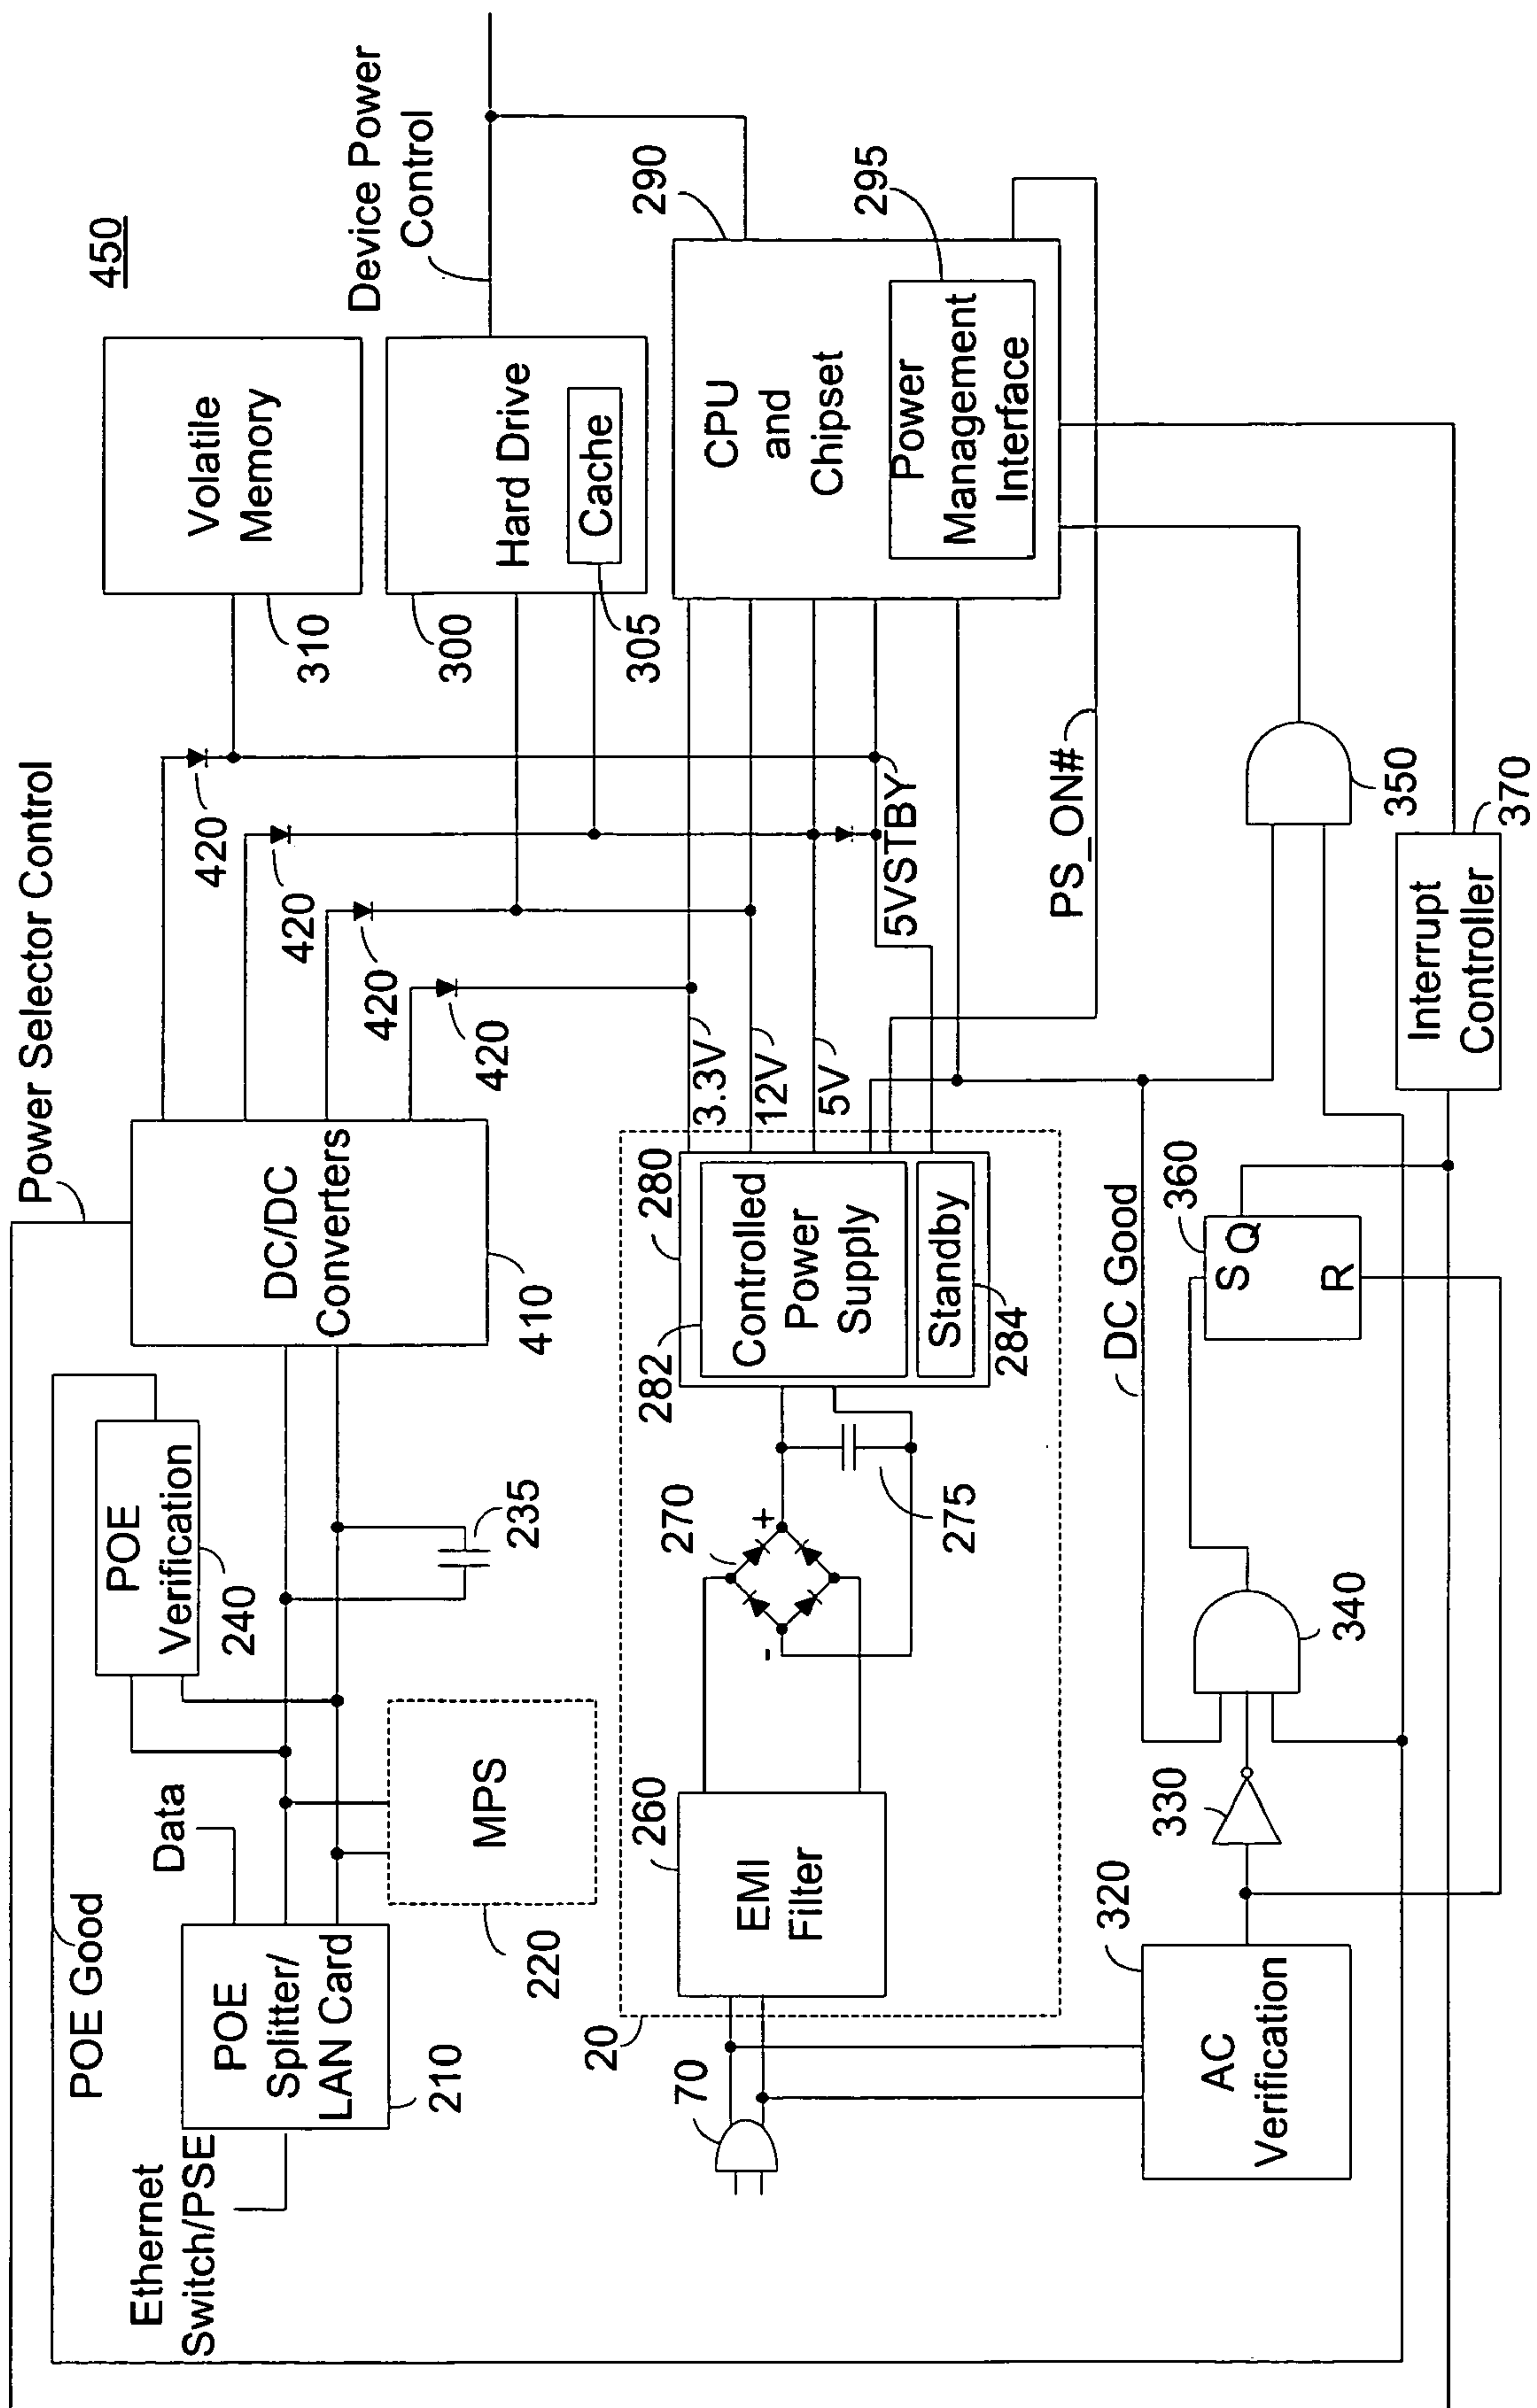 450
Power Selector Control
POE Good
Ethernet
Switch/PSE
POE
Splitter/
LAN Card
210
Data
MPS
220
POE
Verification
240
235
DC/DC
Converters
410
420
420
420
420
Volatile
Memory
310
Hard Drive
Cache
300
305
Device Power
Control
290
CPU
and
Chipset
295
Power
Management
Interface
20
70
260
EMI
Filter
270
+
-
275
280
282
Controlled
Power
Supply
Standby
284
3.3V
12V
5V
5VSTBY
PS_ON#
DC Good
320
AC
Verification
330
340
360
S Q
R
350
Interrupt
Controller
370